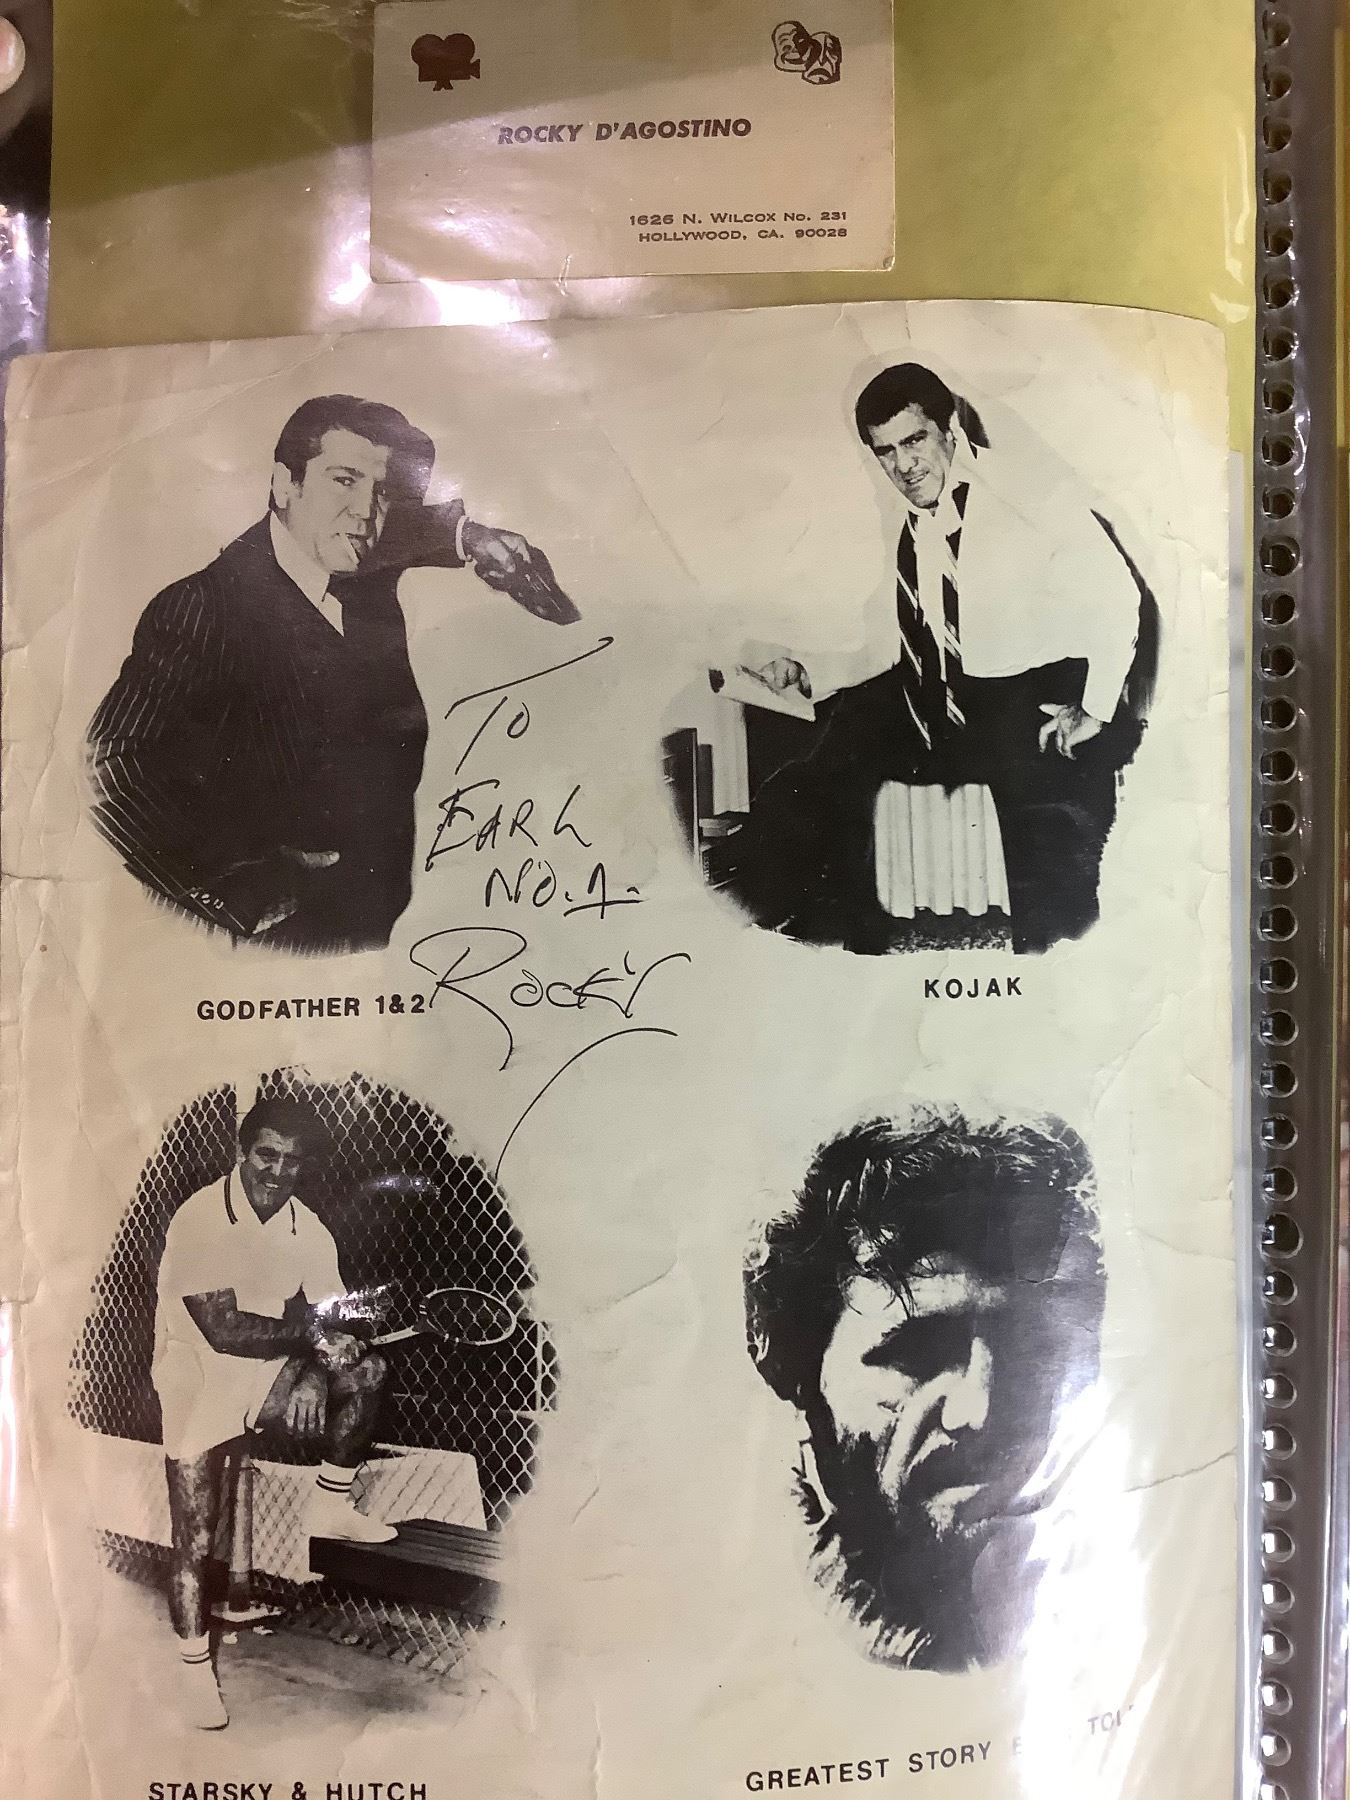 ROCKY D'AGOSTINO
1626 N. WILCOX NO. 231
HOLLYWOOD, CA. 90028
TO
EARL
NO. 1.
ROCKY
GODFATHER 1&2
KOJAK
STARSKY & HUTCH
GREATEST STORY